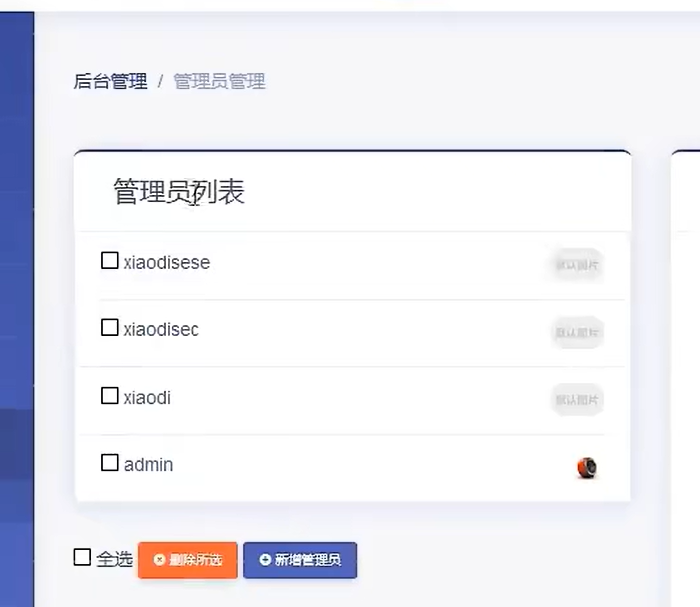 后台管理 / 管理员管理
管理员列表
xiaodisese 默认图片
xiaodisec 默认图片
xiaodi 默认图片
admin
全选 删除所选 新增管理员